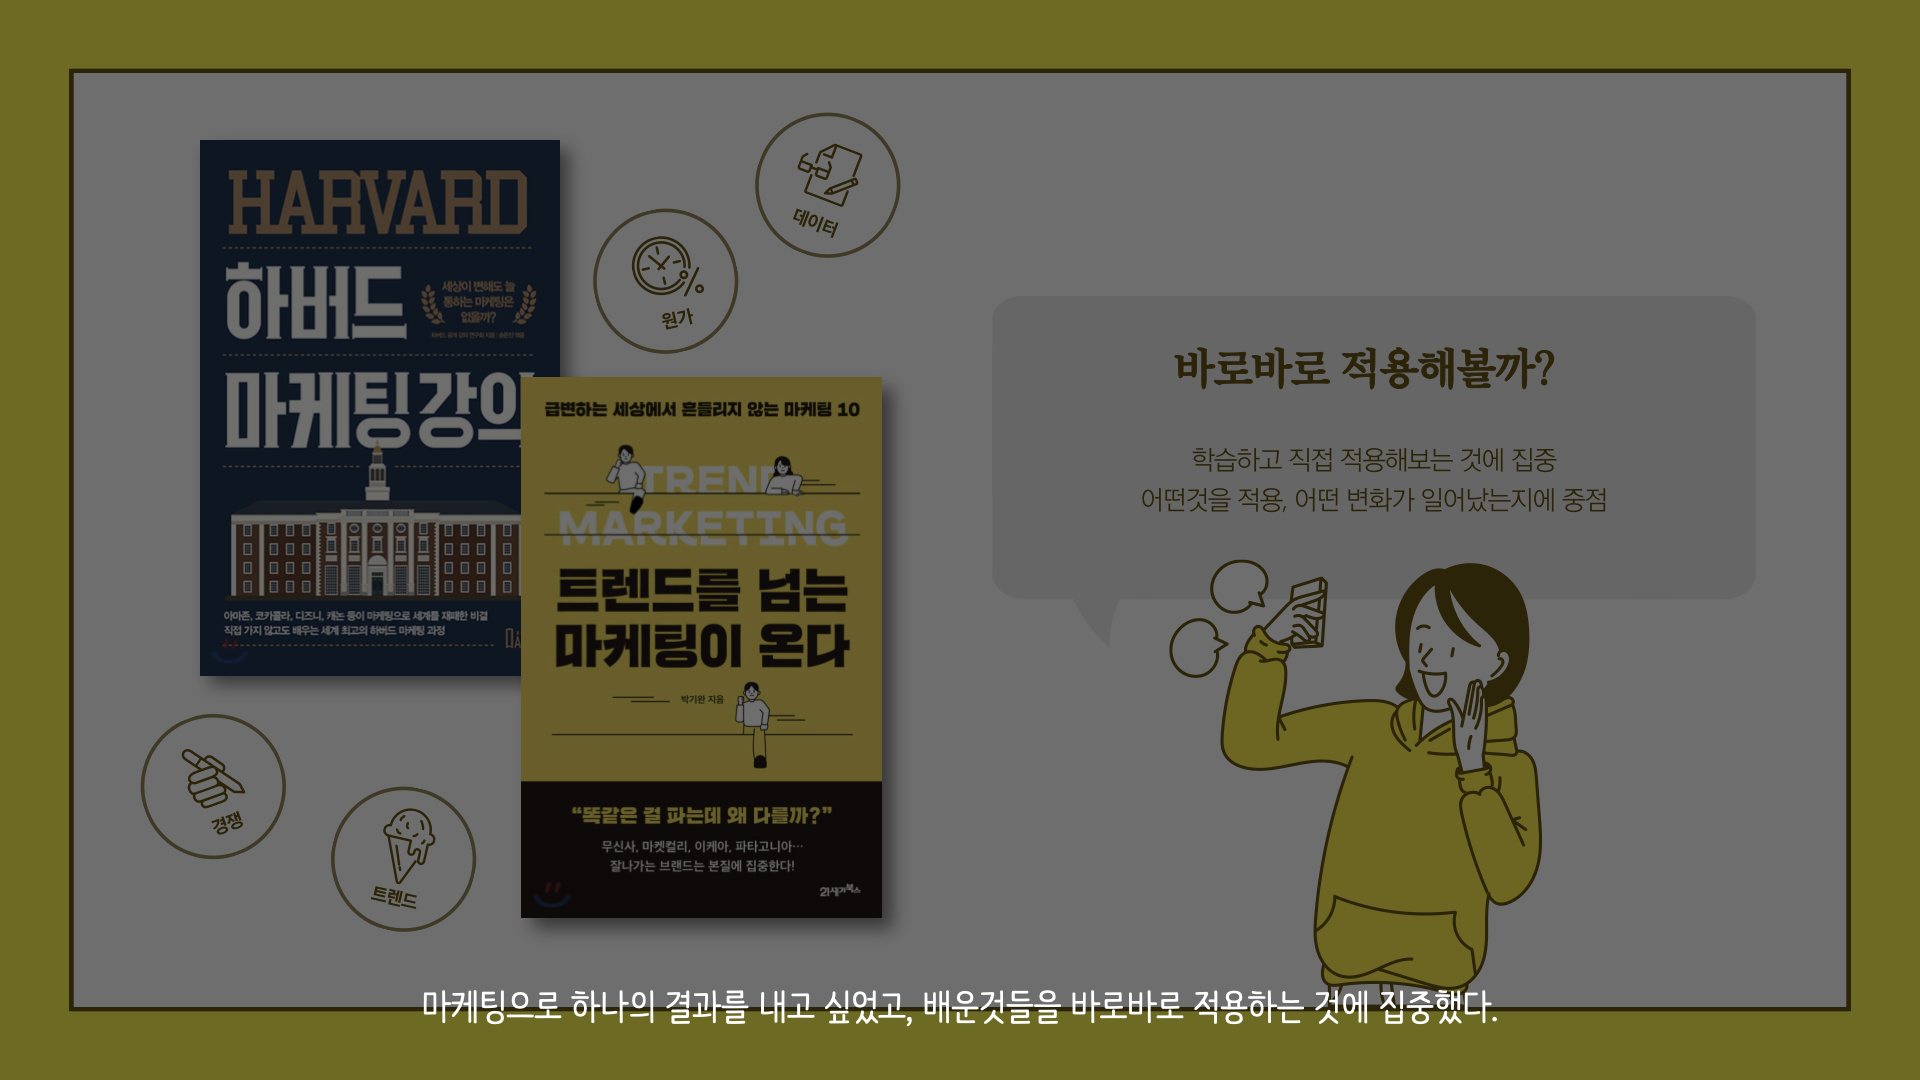 HARVARD
하버드
세상이 변해도 늘
통하는 마케팅은
없을까?
마케팅 강의
아마존, 코카콜라, 디즈니, 캐논 등이 마케팅으로 세계를 재패한 비결
직접 가지 않고도 배우는 세계 최고의 하버드 마케팅 과정
데이터
원가
급변하는 세상에서 흔들리지 않는 마케팅 10
TREND
MARKETING
트렌드를 넘는
마케팅이 온다
박기완 지음
“똑같은 걸 파는데 왜 다를까?”
무신사, 마켓컬리, 이케아, 파타고니아…
잘나가는 브랜드는 본질에 집중한다!
21세기북스
경쟁
트렌드
바로바로 적용해볼까?
학습하고 직접 적용해보는 것에 집중
어떤것을 적용, 어떤 변화가 일어났는지에 중점
마케팅으로 하나의 결과를 내고 싶었고, 배운것들을 바로바로 적용하는 것에 집중했다.